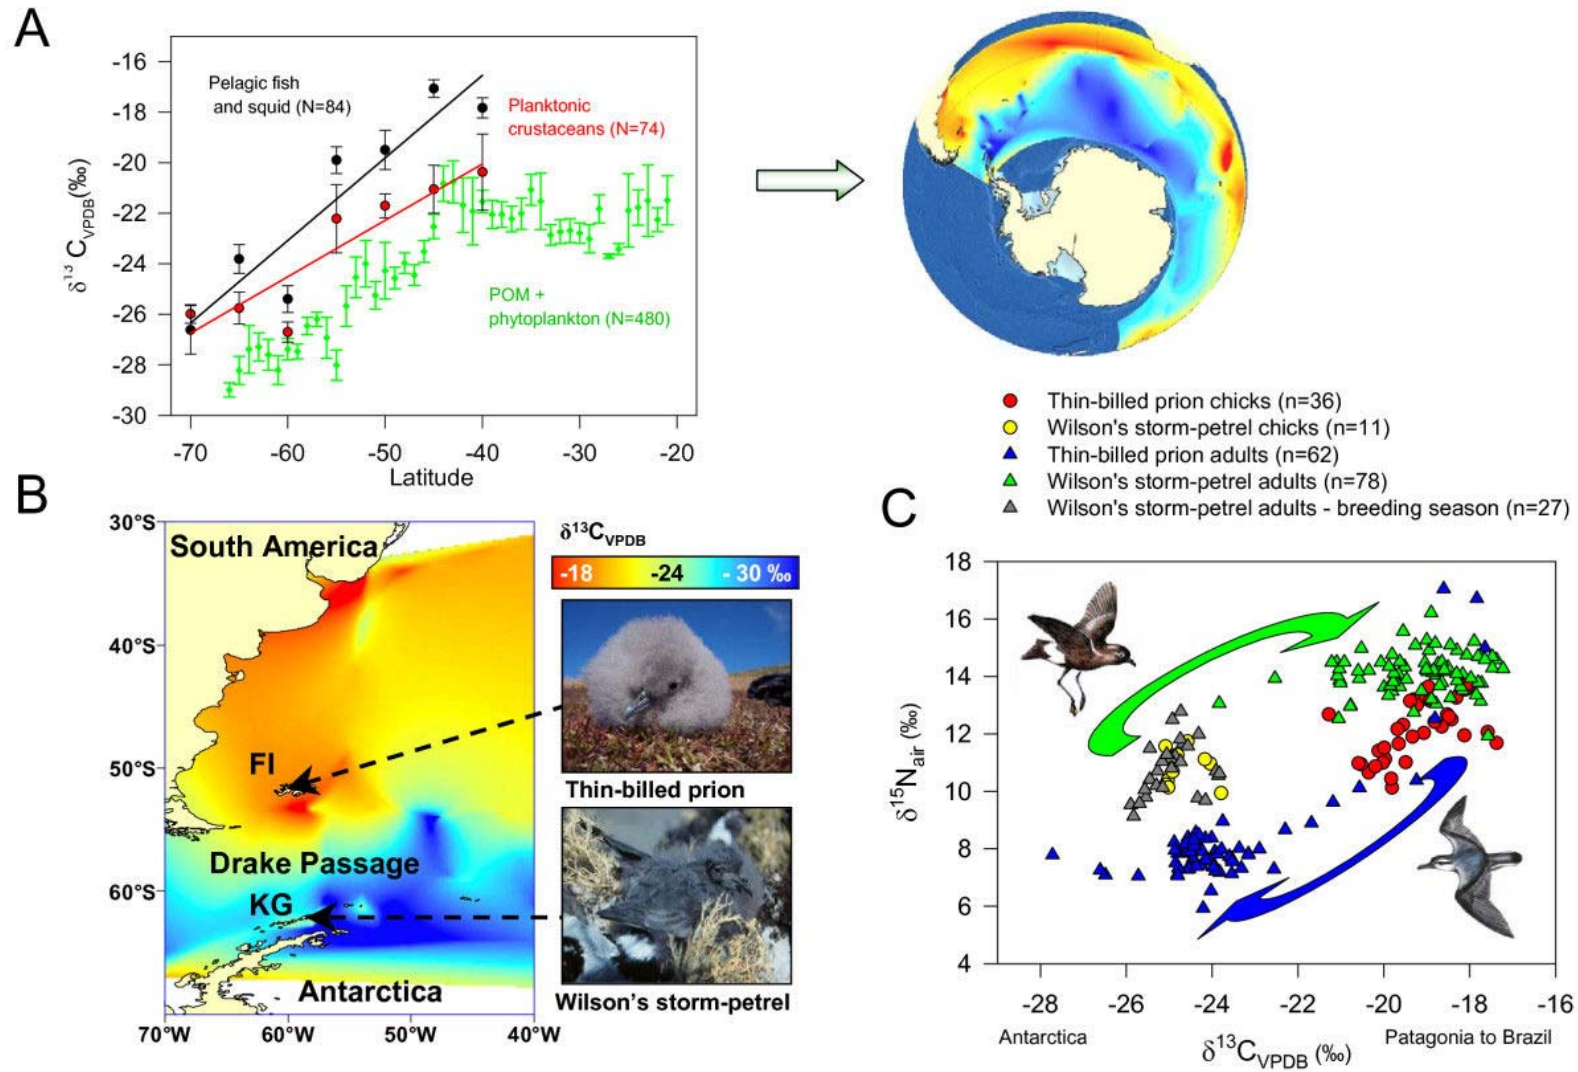 A
-16
-18
-20
-22
-24
-26
-28
-30
δ¹³ C_VPDB(‰)
Pelagic fish
and squid (N=84)
Planktonic
crustaceans (N=74)
POM +
phytoplankton (N=480)
-70
-60
-50
-40
-30
-20
Latitude
Thin-billed prion chicks (n=36)
Wilson's storm-petrel chicks (n=11)
Thin-billed prion adults (n=62)
Wilson's storm-petrel adults (n=78)
Wilson's storm-petrel adults - breeding season (n=27)
B
30°S
40°S
50°S
60°S
South America
FI
Drake Passage
KG
Antarctica
70°W
60°W
50°W
40°W
δ¹³C_VPDB
-18 -24 - 30 ‰
Thin-billed prion
Wilson's storm-petrel
C
18
16
14
12
10
8
6
4
δ¹⁵N_air (‰)
-28
-26
-24
-22
-20
-18
-16
Antarctica
δ¹³C_VPDB (‰)
Patagonia to Brazil